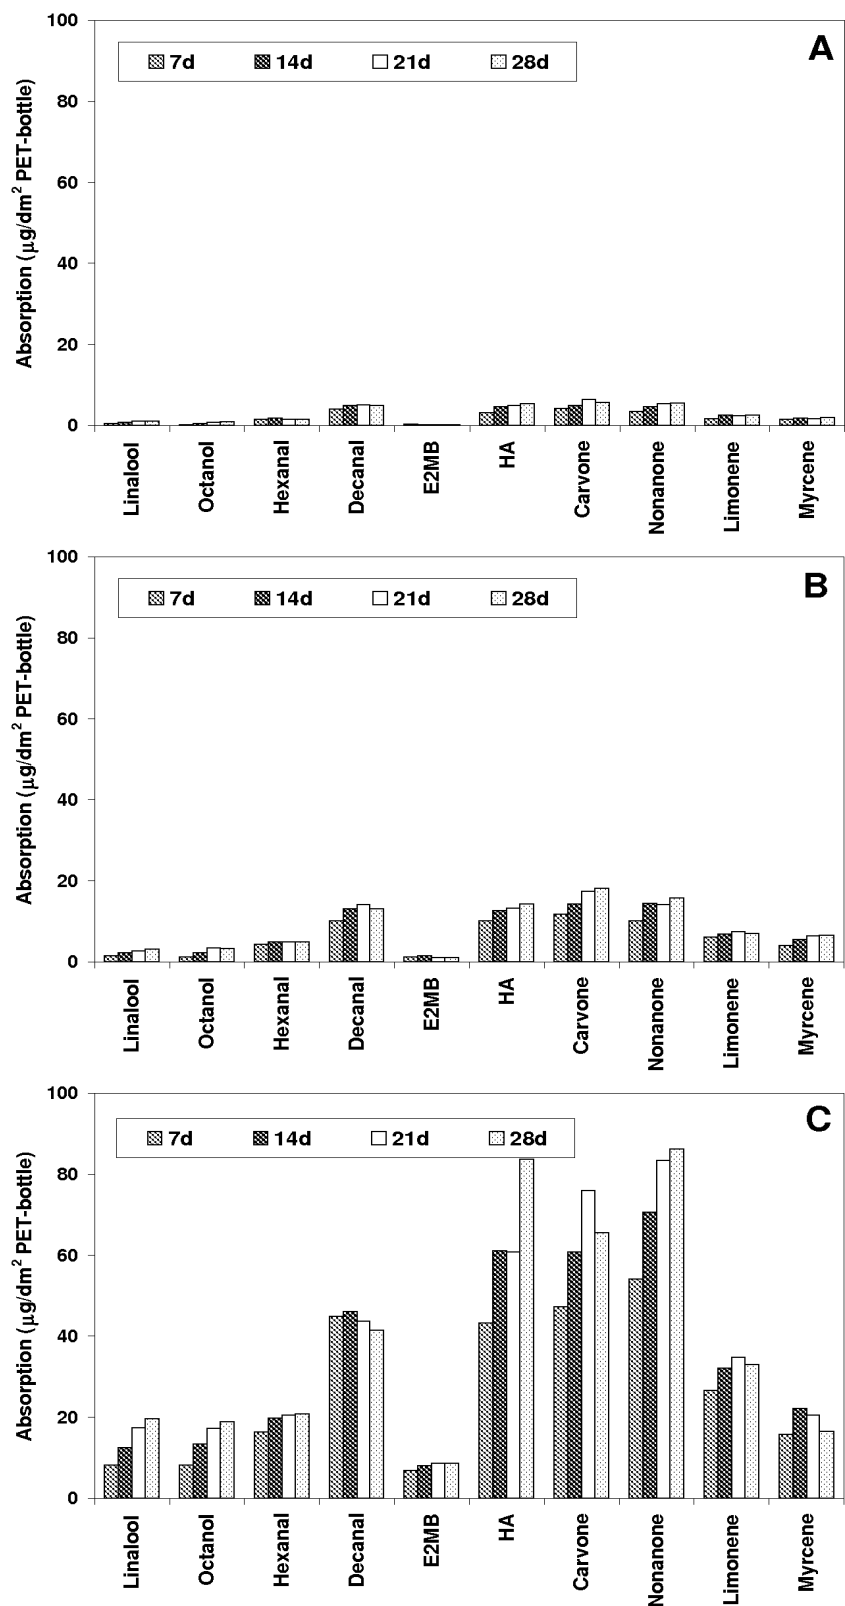 A
7d 14d 21d 28d
Absorption (μg/dm² PET-bottle)
100
80
60
40
20
0
Linalool Octanol Hexanal Decanal E2MB HA Carvone Nonanone Limonene Myrcene
B
7d 14d 21d 28d
Absorption (μg/dm² PET-bottle)
100
80
60
40
20
0
Linalool Octanol Hexanal Decanal E2MB HA Carvone Nonanone Limonene Myrcene
C
7d 14d 21d 28d
Absorption (μg/dm² PET-bottle)
100
80
60
40
20
0
Linalool Octanol Hexanal Decanal E2MB HA Carvone Nonanone Limonene Myrcene